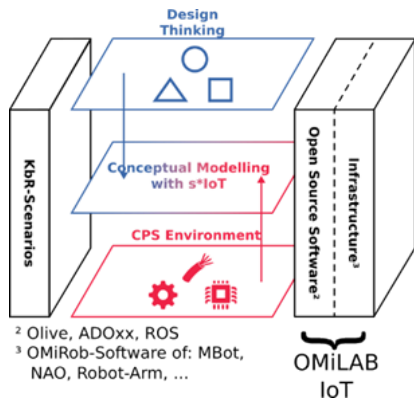 Design
Thinking
KbR-Scenarios
Conceptual Modelling
with s*IoT
CPS Environment
Open Source Software²
Infrastructure³
² Olive, ADOxx, ROS
³ OMiRob-Software of: MBot,
NAO, Robot-Arm, ...
OMiLAB
IoT